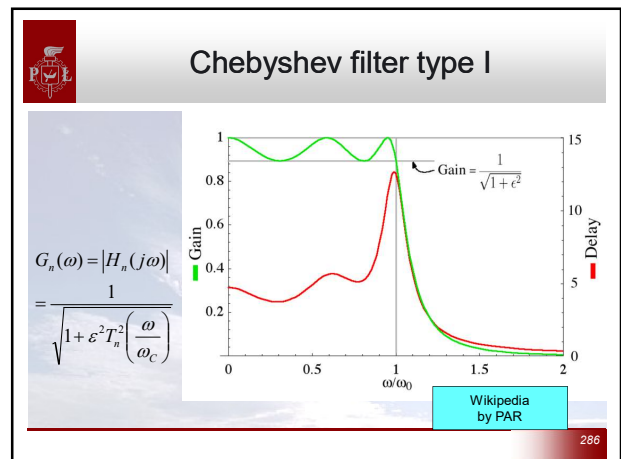 P Ł
Chebyshev filter type I
G_n(ω) = |H_n(jω)|
= 1 / √(1 + ε² T_n² (ω / ω_C))
1
0.8
0.6
0.4
0.2
Gain
Gain = 1 / √(1 + ϵ²)
15
10
5
0
Delay
0 0.5 1 1.5 2
ω/ω₀
Wikipedia
by PAR
286